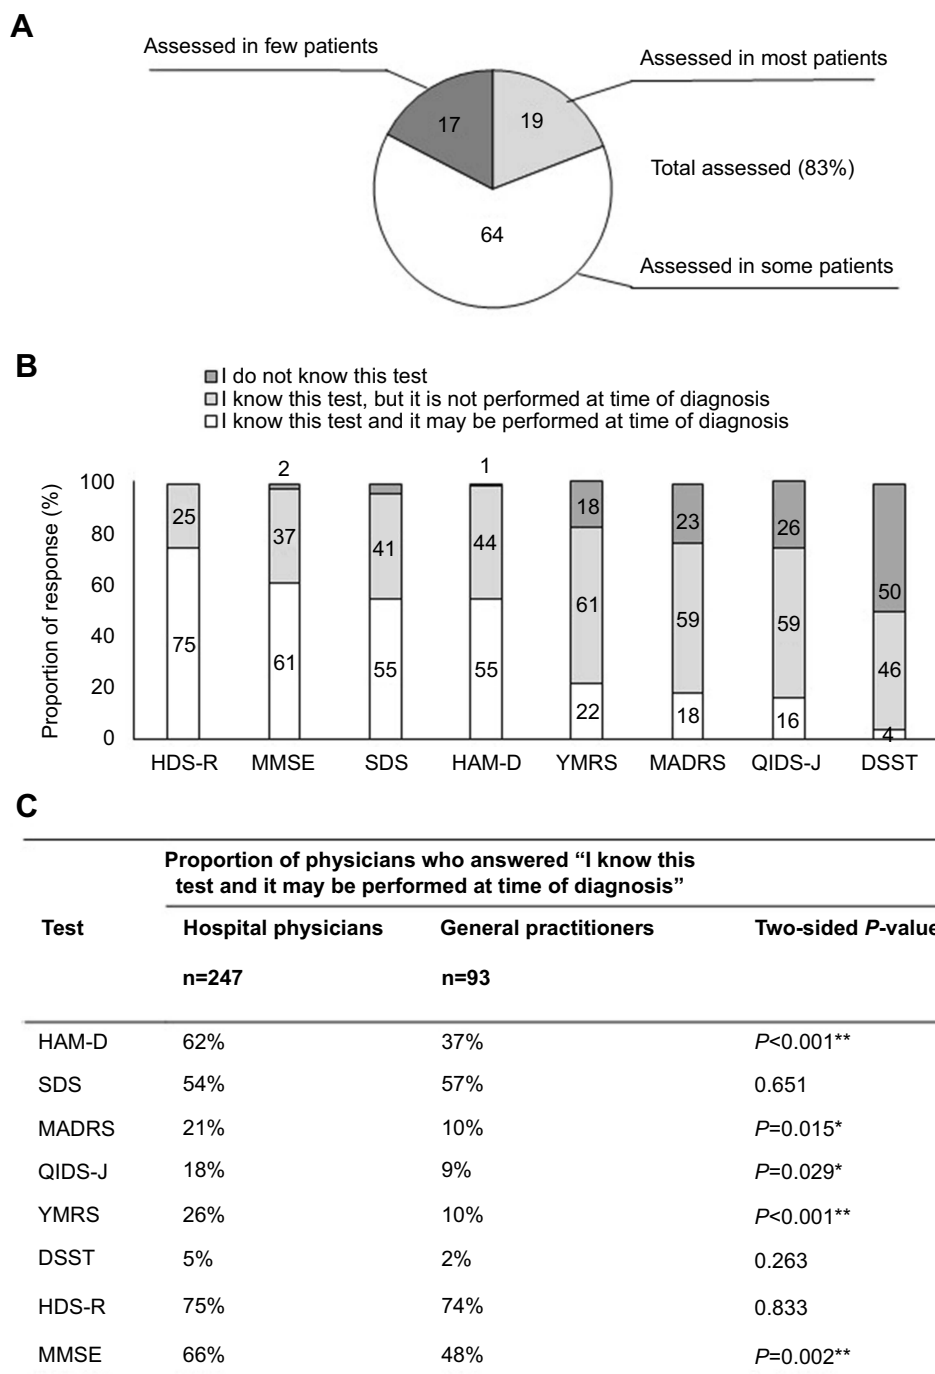 A
Assessed in few patients
Assessed in most patients
17
19
Total assessed (83%)
64
Assessed in some patients
B
I do not know this test
I know this test, but it is not performed at time of diagnosis
I know this test and it may be performed at time of diagnosis
Proportion of response (%)
100
80
60
40
20
0
25
75
2
37
61
41
55
1
44
55
18
61
22
23
59
18
26
59
16
50
46
4
HDS-R MMSE SDS HAM-D YMRS MADRS QIDS-J DSST
C
Proportion of physicians who answered “I know this
test and it may be performed at time of diagnosis”
Test Hospital physicians General practitioners Two-sided P-value
n=247 n=93
HAM-D 62% 37% P<0.001**
SDS 54% 57% 0.651
MADRS 21% 10% P=0.015*
QIDS-J 18% 9% P=0.029*
YMRS 26% 10% P<0.001**
DSST 5% 2% 0.263
HDS-R 75% 74% 0.833
MMSE 66% 48% P=0.002**